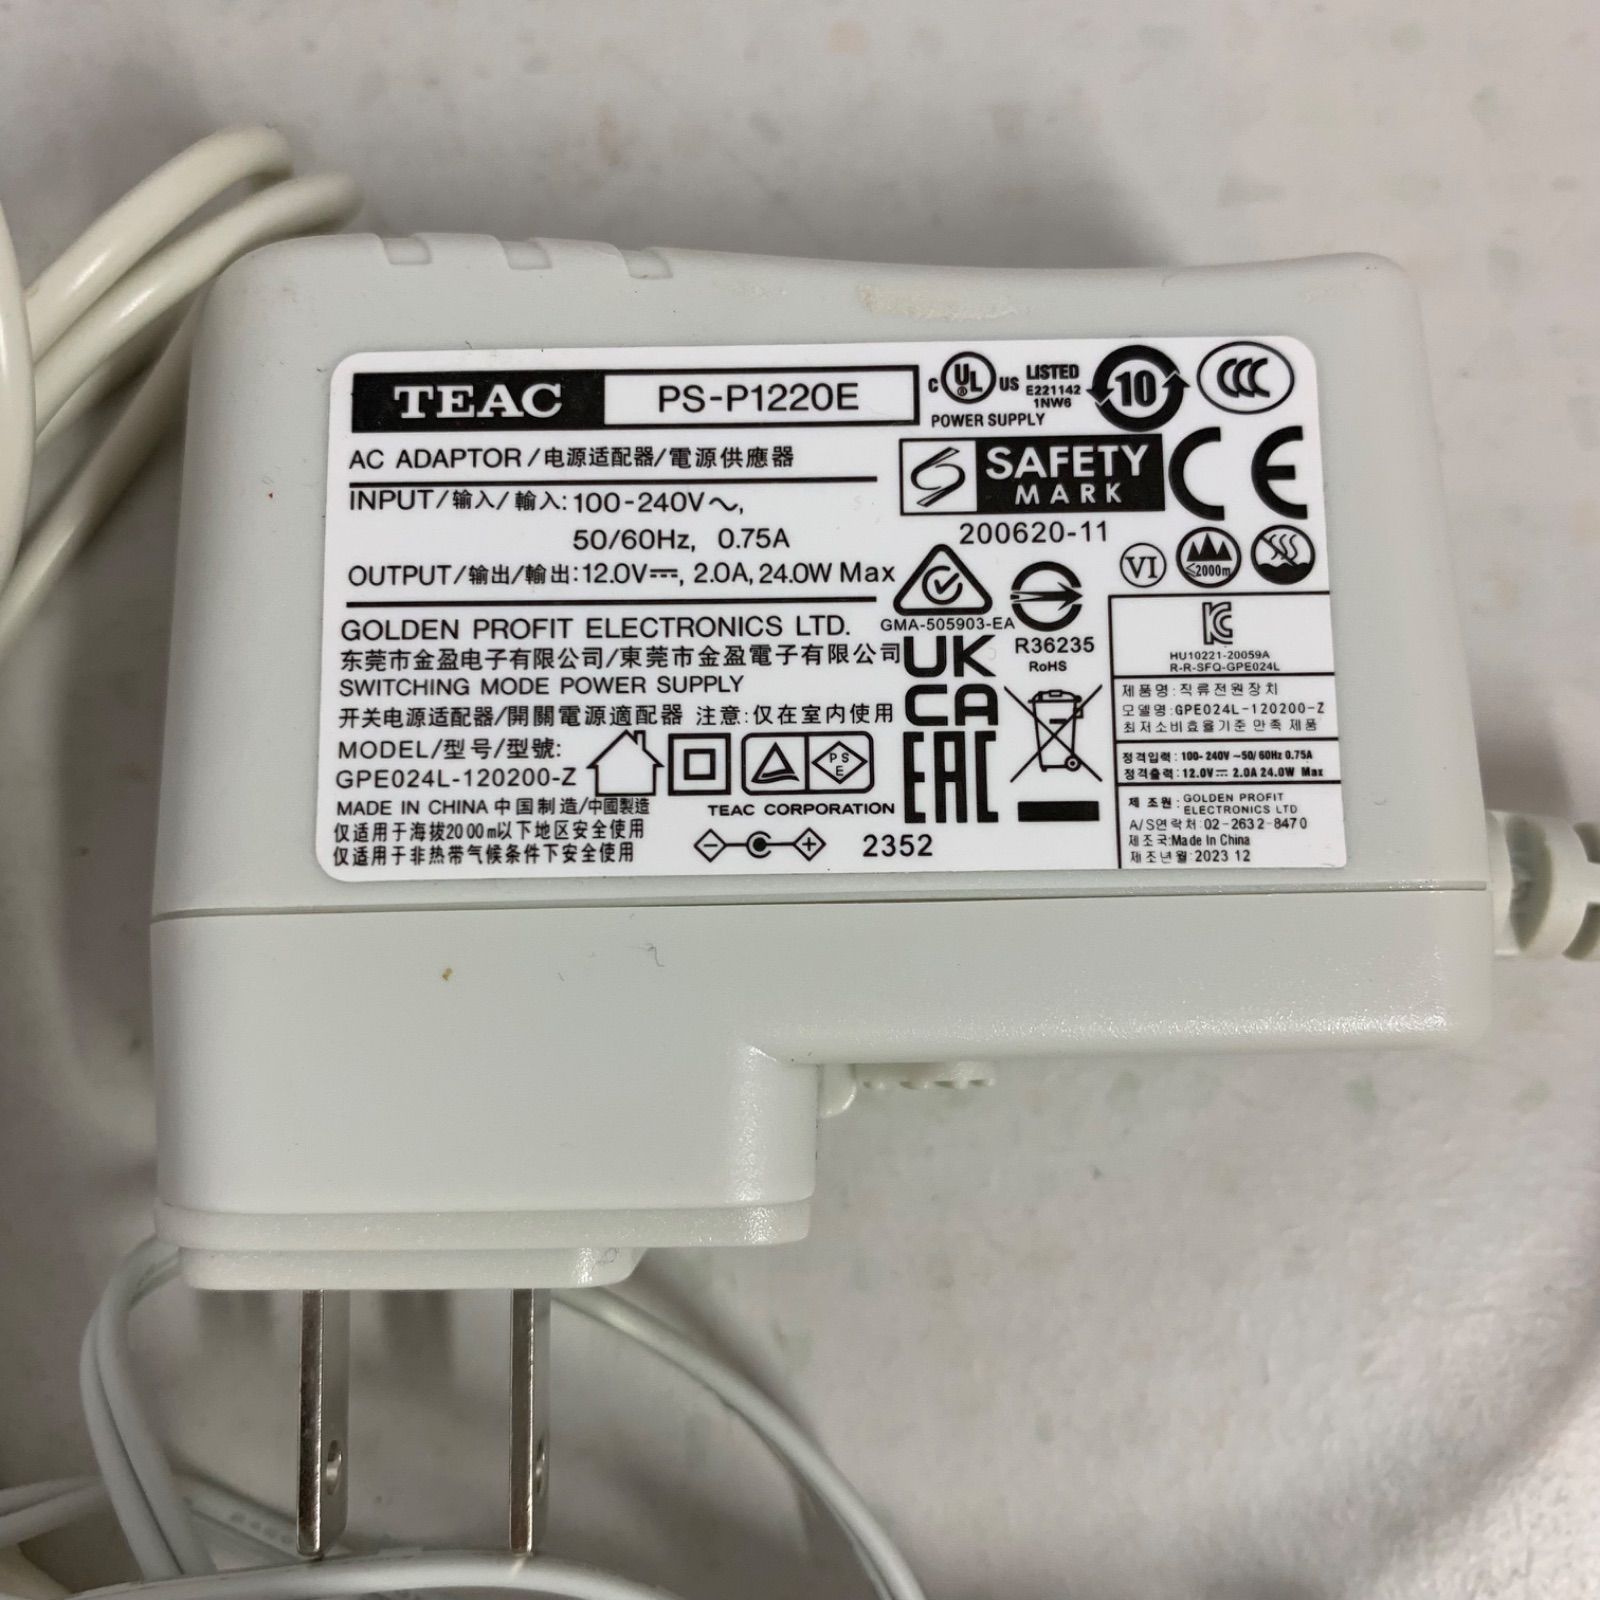 TEAC PS-P1220E
c UL US LISTED
E221142
1NW6
POWER SUPPLY
10
CCC
AC ADAPTOR/电源适配器/電源供應器
SAFETY
MARK
CE
INPUT/输入/輸入:100-240V～,
50/60Hz, 0.75A
200620-11
OUTPUT/输出/輸出:12.0V⎓, 2.0A, 24.0W Max
VI
≤2000m
GMA-505903-EA
R36235
RoHS
GOLDEN PROFIT ELECTRONICS LTD.
东莞市金盈电子有限公司/東莞市金盈電子有限公司
SWITCHING MODE POWER SUPPLY
开关电源适配器/開關電源適配器 注意:仅在室内使用
MODEL/型号/型號:
GPE024L-120200-Z
PS
E
UK
CA
EAC
MADE IN CHINA 中国制造/中國製造
TEAC CORPORATION
仅适用于海拔2000m以下地区安全使用
仅适用于非热带气候条件下安全使用
2352
KC
HU10221-20059A
R-R-SFQ-GPE024L
제품명:직류전원장치
모델명:GPE024L-120200-Z
최저소비효율기준 만족 제품
정격입력: 100-240V ~50/60Hz 0.75A
정격출력: 12.0V⎓ 2.0A 24.0W Max
제 조원: GOLDEN PROFIT
ELECTRONICS LTD
A/S연락처:02-2632-8470
제조국:Made in China
제조년월:2023 12